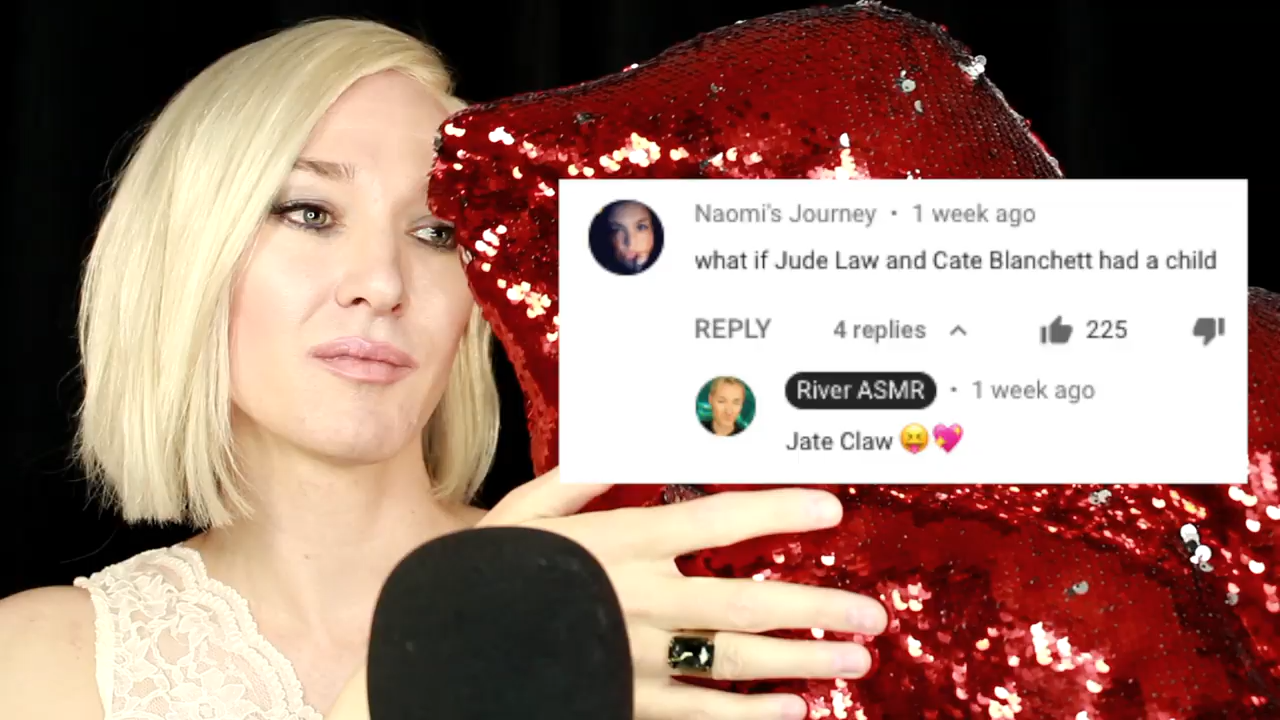 Naomi's Journey • 1 week ago
what if Jude Law and Cate Blanchett had a child
REPLY 4 replies 225
River ASMR • 1 week ago
Jate Claw 😝💖